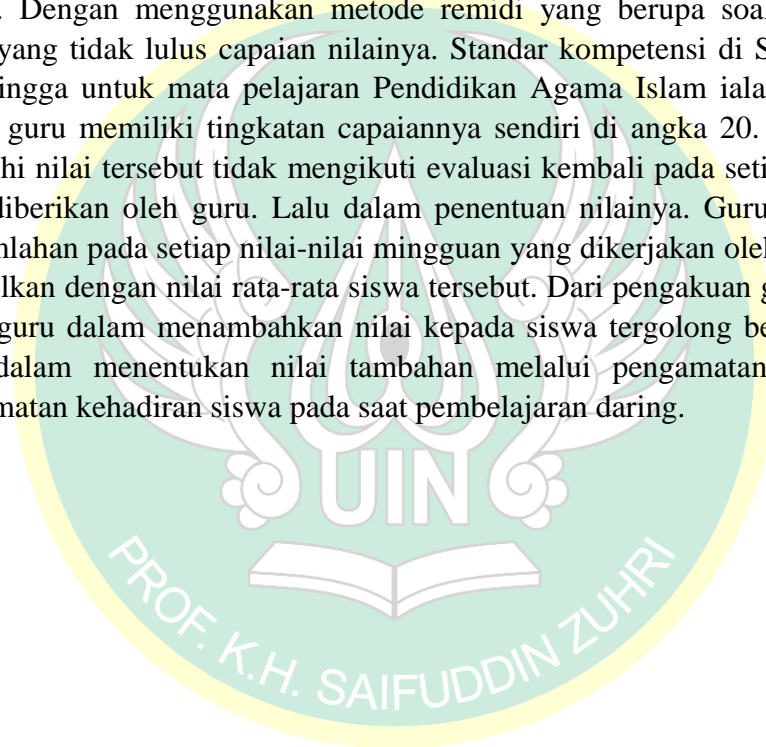 . Dengan menggunakan metode remidi yang berupa soal
yang tidak lulus capaian nilainya. Standar kompetensi di S
ingga untuk mata pelajaran Pendidikan Agama Islam iala
guru memiliki tingkatan capaiannya sendiri di angka 20.
hi nilai tersebut tidak mengikuti evaluasi kembali pada seti
diberikan oleh guru. Lalu dalam penentuan nilainya. Guru
nlahan pada setiap nilai-nilai mingguan yang dikerjakan oleh
lkan dengan nilai rata-rata siswa tersebut. Dari pengakuan g
guru dalam menambahkan nilai kepada siswa tergolong be
dalam menentukan nilai tambahan melalui pengamatan
matan kehadiran siswa pada saat pembelajaran daring.
UIN
PROF. K.H. SAIFUDDIN ZUHRI